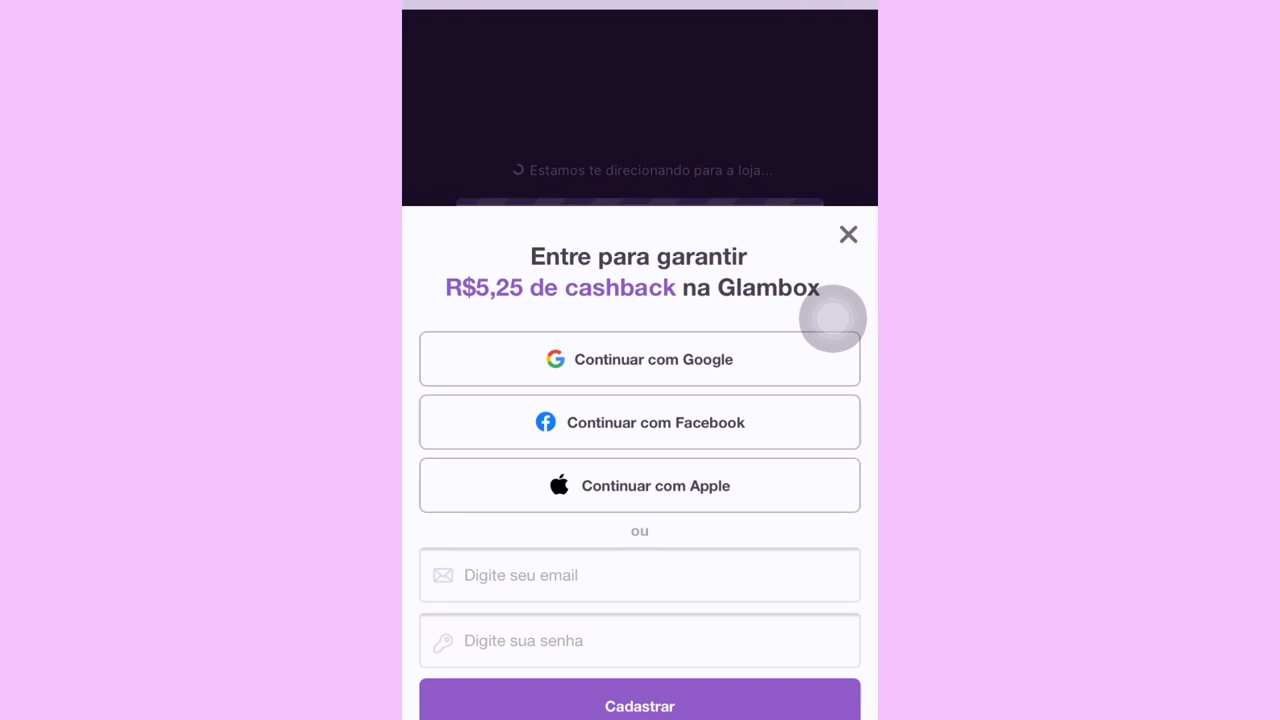 Estamos te direcionando para a loja...
Entre para garantir
R$5,25 de cashback na Glambox
Continuar com Google
Continuar com Facebook
Continuar com Apple
ou
Digite seu email
Digite sua senha
Cadastrar